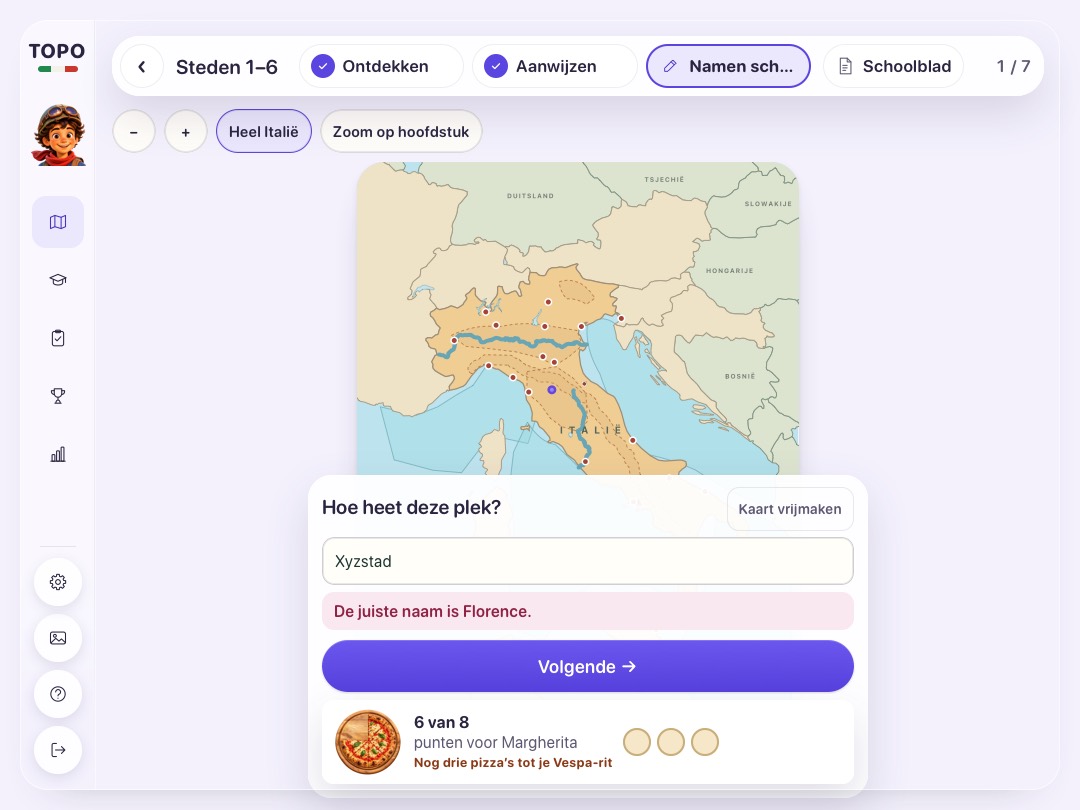 TOPO
Steden 1–6
Ontdekken
Aanwijzen
Namen sch...
Schoolblad
1 / 7
–
+
Heel Italië
Zoom op hoofdstuk
TSJECHIË
DUITSLAND
SLOWAKIJE
HONGARIJE
BOSNIË
ITALIË
Hoe heet deze plek?
Kaart vrijmaken
Xyzstad
De juiste naam is Florence.
Volgende →
6 van 8
punten voor Margherita
Nog drie pizza's tot je Vespa-rit